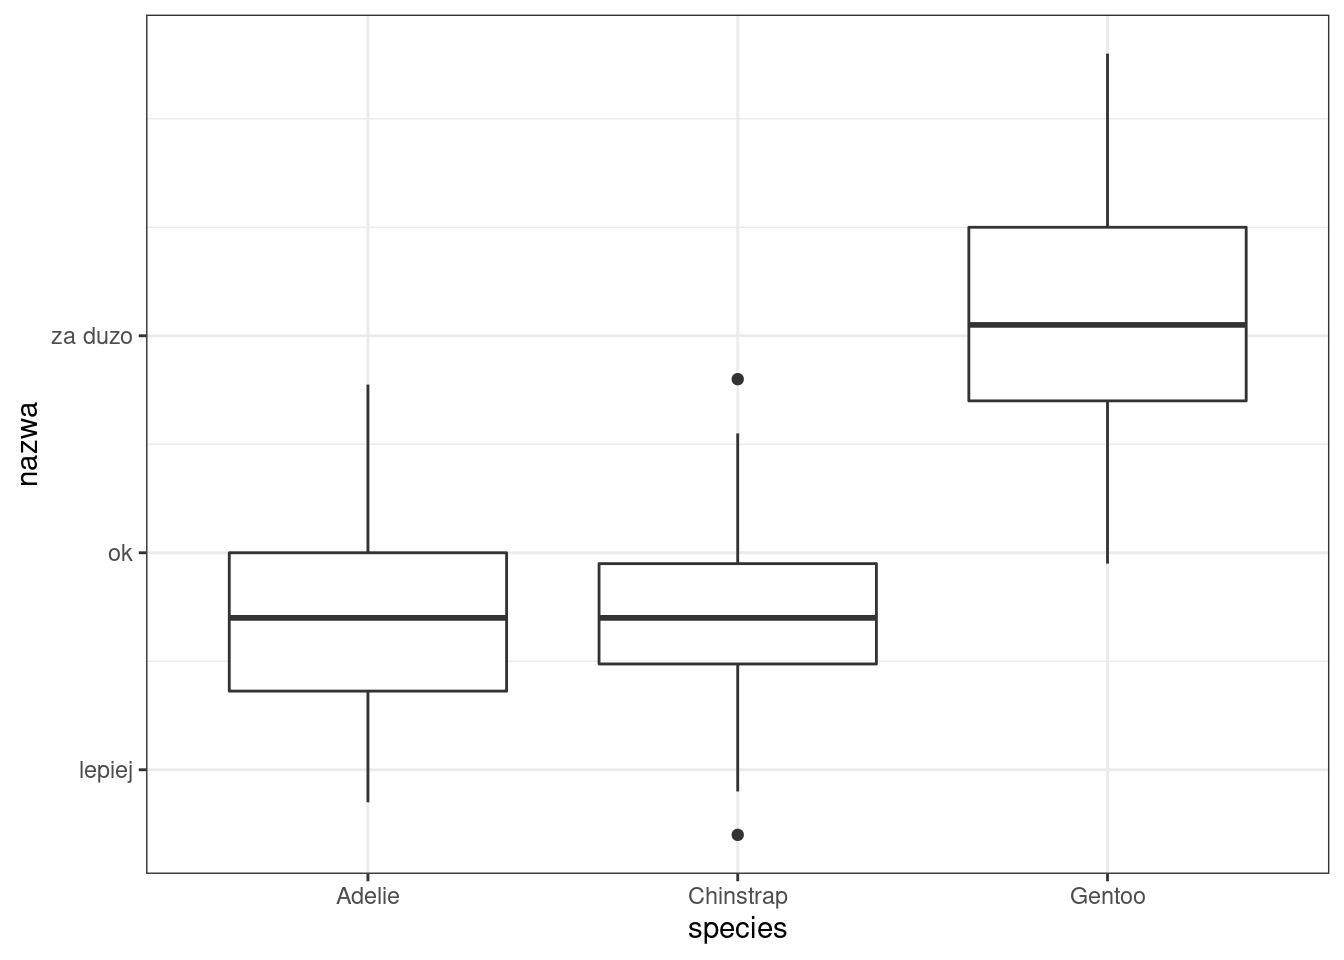 nazwa
za duzo
ok
lepiej
Adelie Chinstrap Gentoo
species